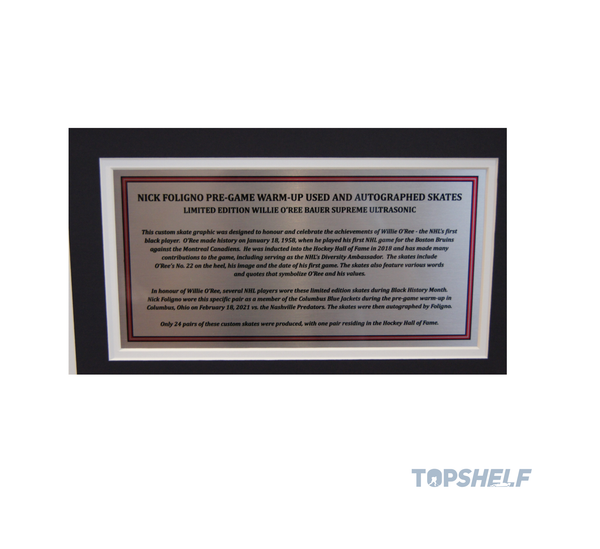 NICK FOLIGNO PRE-GAME WARM-UP USED AND AUTOGRAPHED SKATES
LIMITED EDITION WILLIE O'REE BAUER SUPREME ULTRASONIC
This custom skate graphic was designed to honour and celebrate the achievements of Willie O'Ree - the NHL's first
black player. O'Ree made history on January 18, 1958, when he played his first NHL game for the Boston Bruins
against the Montreal Canadiens. He was inducted into the Hockey Hall of Fame in 2018 and has made many
contributions to the game, including serving as the NHL's Diversity Ambassador. The skates include
O'Ree's No. 22 on the heel, his image and the date of his first game. The skates also feature various words
and quotes that symbolize O'Ree and his values.
In honour of Willie O'Ree, several NHL players wore these limited edition skates during Black History Month.
Nick Foligno wore this specific pair as a member of the Columbus Blue Jackets during the pre-game warm-up in
Columbus, Ohio on February 18, 2021 vs. the Nashville Predators. The skates were then autographed by Foligno.
Only 24 pairs of these custom skates were produced, with one pair residing in the Hockey Hall of Fame.
TOPSHELF